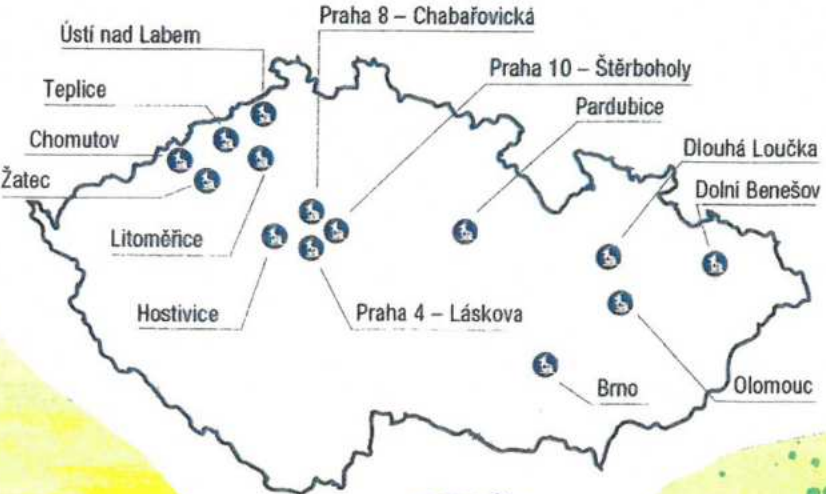 Praha 8 – Chabařovická
Ústí nad Labem
Praha 10 – Štěrboholy
Teplice
Pardubice
Chomutov
Dlouhá Loučka
Žatec
Dolní Benešov
Litoměřice
Hostivice
Praha 4 – Láskova
Brno
Olomouc